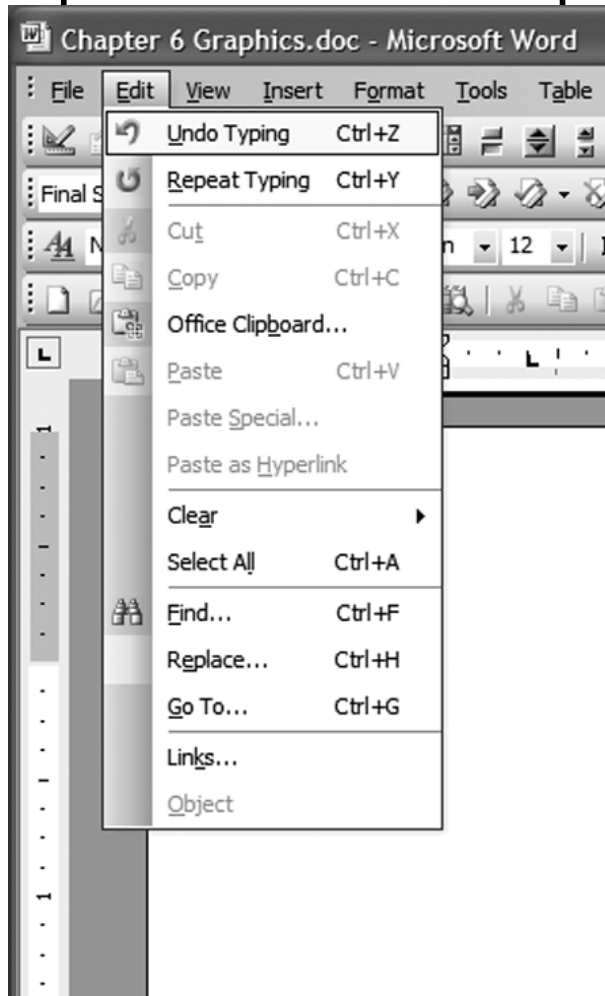 Chapter 6 Graphics.doc - Microsoft Word
File Edit View Insert Format Tools Table
Undo Typing Ctrl+Z
Repeat Typing Ctrl+Y
Final
Cut Ctrl+X
12
Copy Ctrl+C
Office Clipboard...
Paste Ctrl+V
Paste Special...
Paste as Hyperlink
Clear
Select All Ctrl+A
Find... Ctrl+F
Replace... Ctrl+H
Go To... Ctrl+G
Links...
Object
1
1